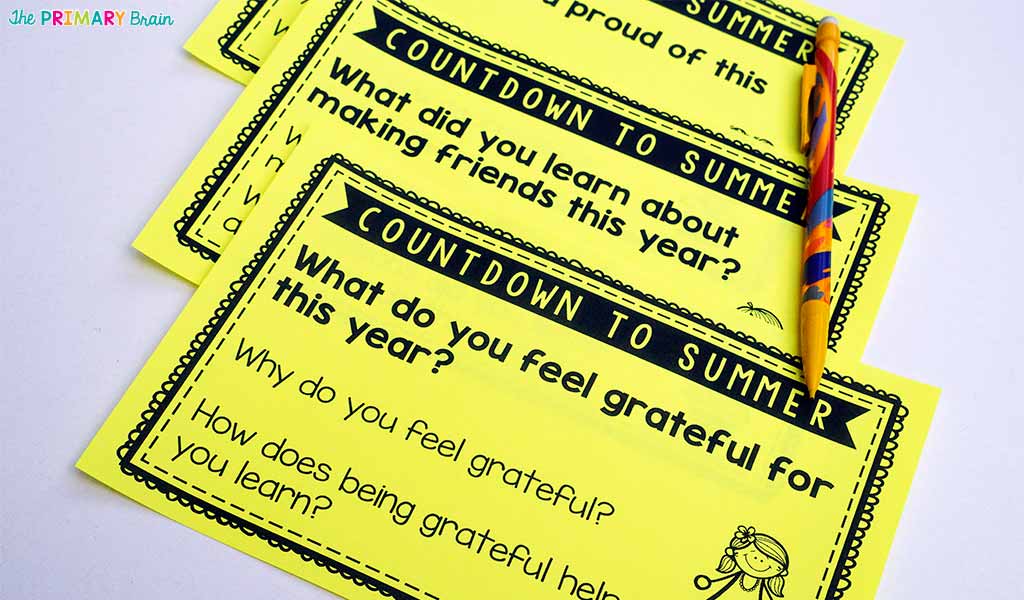 The PRIMARY Brain
SUMMER
proud of this
COUNTDOWN TO SUMMER
What did you learn about
making friends this year?
COUNTDOWN TO SUMMER
What do you feel grateful for
this year?
Why do you feel grateful?
How does being grateful help
you learn?